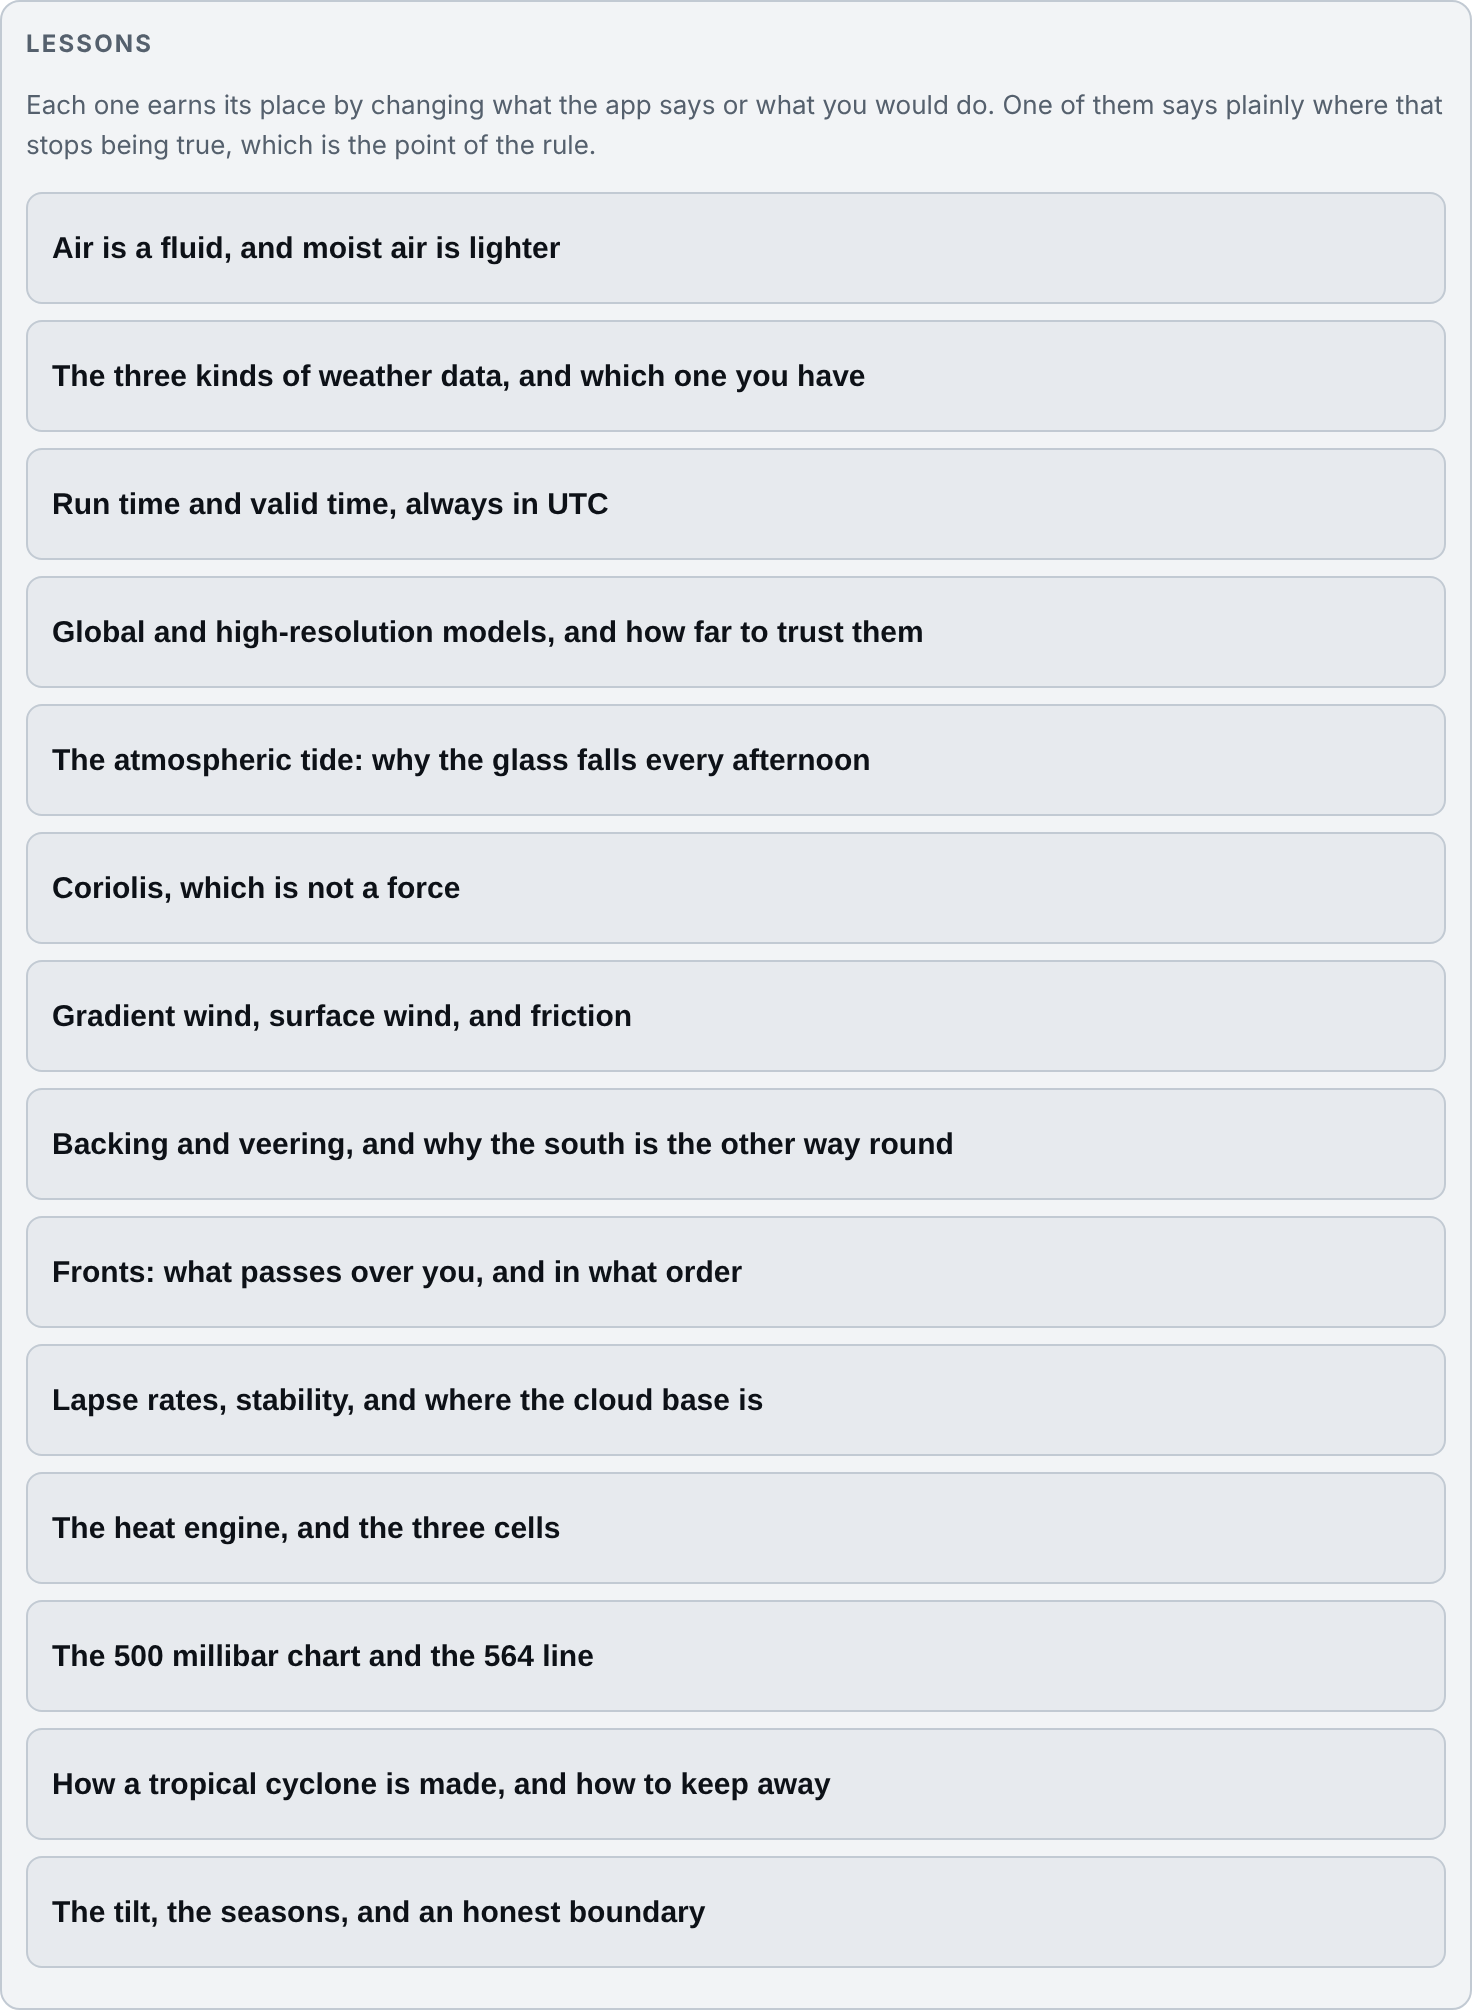 LESSONS
Each one earns its place by changing what the app says or what you would do. One of them says plainly where that
stops being true, which is the point of the rule.
Air is a fluid, and moist air is lighter
The three kinds of weather data, and which one you have
Run time and valid time, always in UTC
Global and high-resolution models, and how far to trust them
The atmospheric tide: why the glass falls every afternoon
Coriolis, which is not a force
Gradient wind, surface wind, and friction
Backing and veering, and why the south is the other way round
Fronts: what passes over you, and in what order
Lapse rates, stability, and where the cloud base is
The heat engine, and the three cells
The 500 millibar chart and the 564 line
How a tropical cyclone is made, and how to keep away
The tilt, the seasons, and an honest boundary